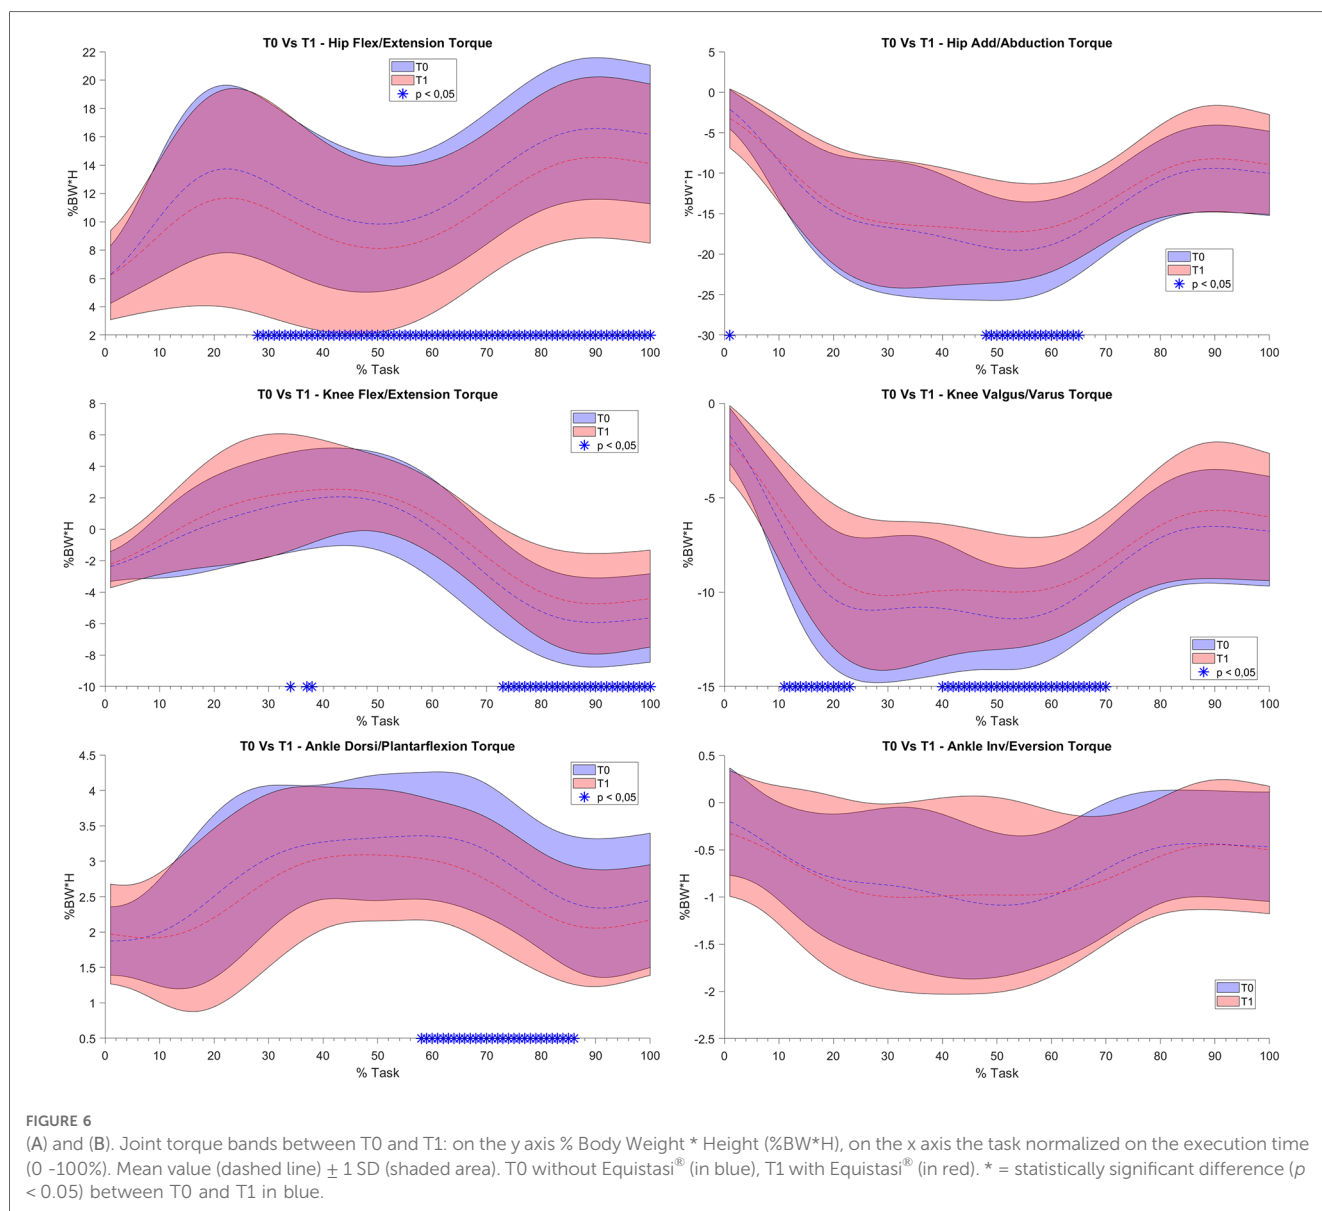 T0 Vs T1 - Hip Flex/Extension Torque
22
20
18
16
14
12
10
8
6
4
2
%BW*H
T0
T1
p < 0,05
0 10 20 30 40 50 60 70 80 90 100
% Task
T0 Vs T1 - Hip Add/Abduction Torque
5
0
-5
-10
-15
-20
-25
-30
%BW*H
T0
T1
p < 0,05
0 10 20 30 40 50 60 70 80 90 100
% Task
T0 Vs T1 - Knee Flex/Extension Torque
8
6
4
2
0
-2
-4
-6
-8
-10
%BW*H
T0
T1
p < 0,05
0 10 20 30 40 50 60 70 80 90 100
% Task
T0 Vs T1 - Knee Valgus/Varus Torque
0
-5
-10
-15
%BW*H
T0
T1
p < 0,05
0 10 20 30 40 50 60 70 80 90 100
% Task
T0 Vs T1 - Ankle Dorsi/Plantarflexion Torque
4.5
4
3.5
3
2.5
2
1.5
1
0.5
%BW*H
T0
T1
p < 0,05
0 10 20 30 40 50 60 70 80 90 100
% Task
T0 Vs T1 - Ankle Inv/Eversion Torque
0.5
0
-0.5
-1
-1.5
-2
-2.5
%BW*H
T0
T1
0 10 20 30 40 50 60 70 80 90 100
% Task
FIGURE 6
(A) and (B). Joint torque bands between T0 and T1: on the y axis % Body Weight * Height (%BW*H), on the x axis the task normalized on the execution time
(0 -100%). Mean value (dashed line) ± 1 SD (shaded area). T0 without Equistasi® (in blue), T1 with Equistasi® (in red). * = statistically significant difference (p
< 0.05) between T0 and T1 in blue.